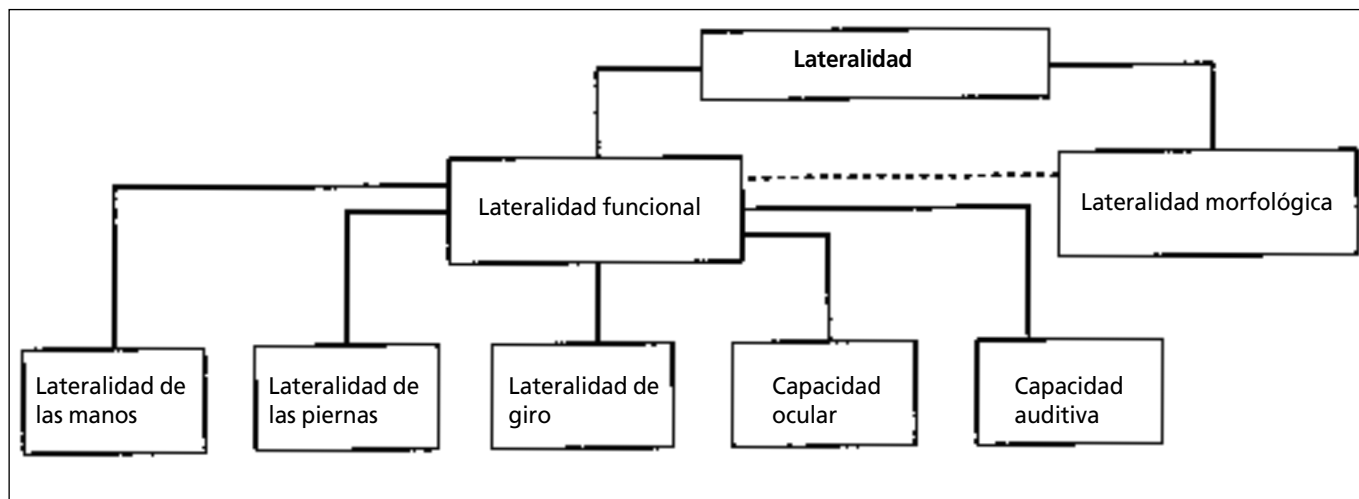 Lateralidad
Lateralidad funcional
Lateralidad morfológica
Lateralidad de
las manos
Lateralidad de
las piernas
Lateralidad de
giro
Capacidad
ocular
Capacidad
auditiva